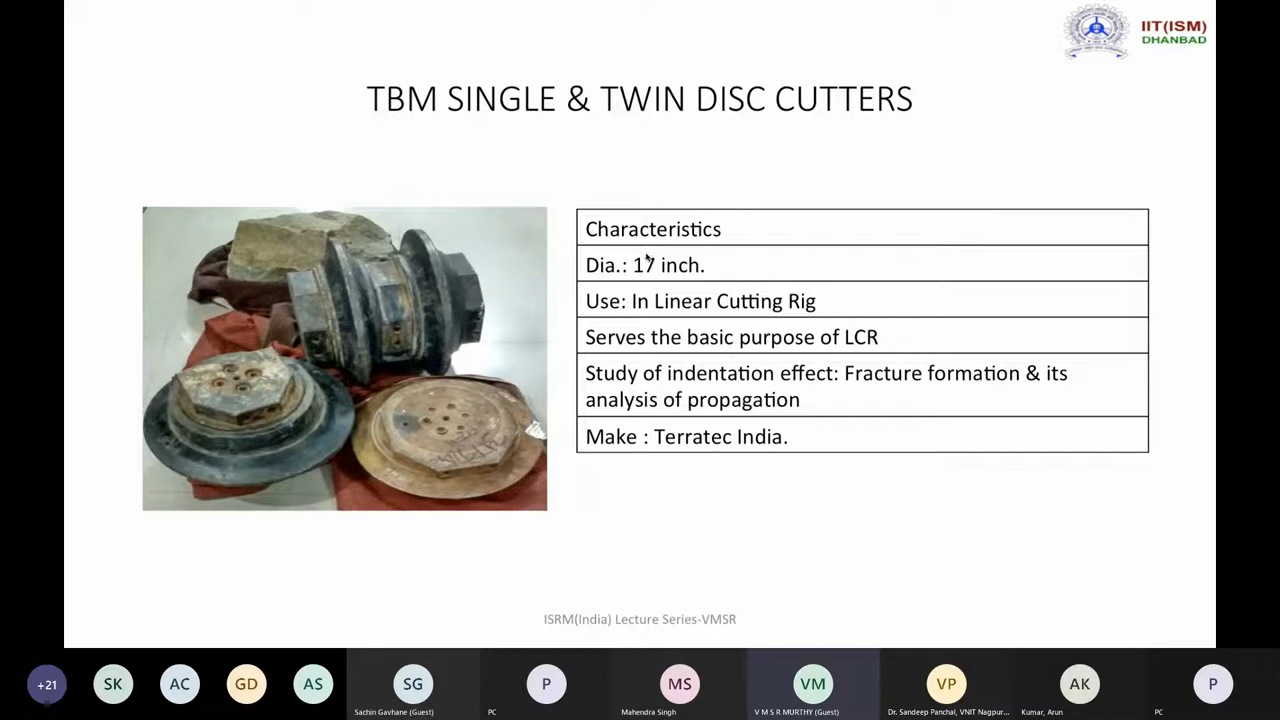 IIT(ISM)
DHANBAD
TBM SINGLE & TWIN DISC CUTTERS
Characteristics
Dia.: 17 inch.
Use: In Linear Cutting Rig
Serves the basic purpose of LCR
Study of indentation effect: Fracture formation & its
analysis of propagation
Make : Terratec India.
ISRM(India) Lecture Series-VMSR
+21
SK
AC
GD
AS
SG
P
MS
VM
VP
AK
P
Sachin Gavhane (Guest)
PC
Mahendra Singh
V M S R MURTHY (Guest)
Dr. Sandeep Panchal, VNIT Nagpur...
Kumar, Arun
PC